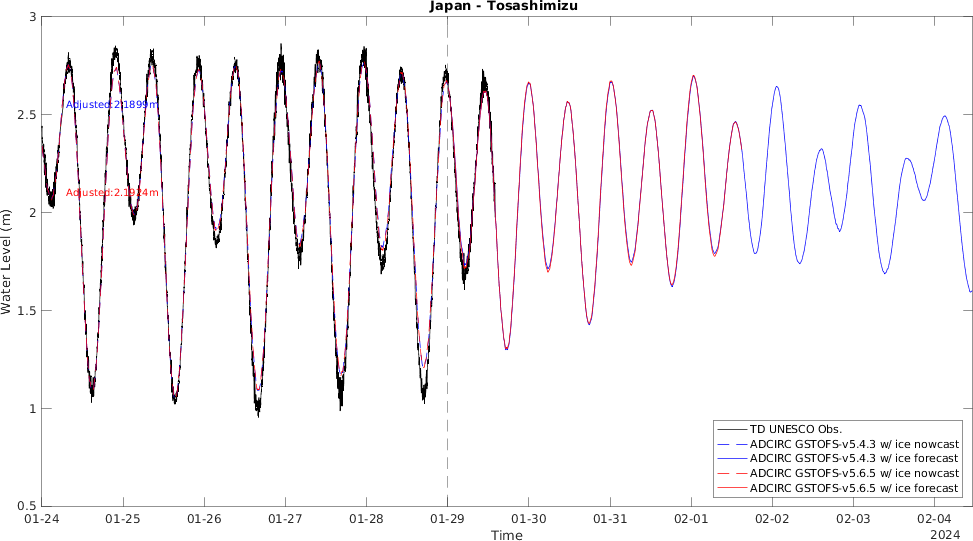 Japan - Tosashimizu
3
2.5
2
1.5
1
0.5
Water Level (m)
Adjusted:2.1899m
Adjusted:2.1924m
TD UNESCO Obs.
ADCIRC GSTOFS-v5.4.3 w/ ice nowcast
ADCIRC GSTOFS-v5.4.3 w/ ice forecast
ADCIRC GSTOFS-v5.6.5 w/ ice nowcast
ADCIRC GSTOFS-v5.6.5 w/ ice forecast
01-24 01-25 01-26 01-27 01-28 01-29 01-30 01-31 02-01 02-02 02-03 02-04
Time
2024